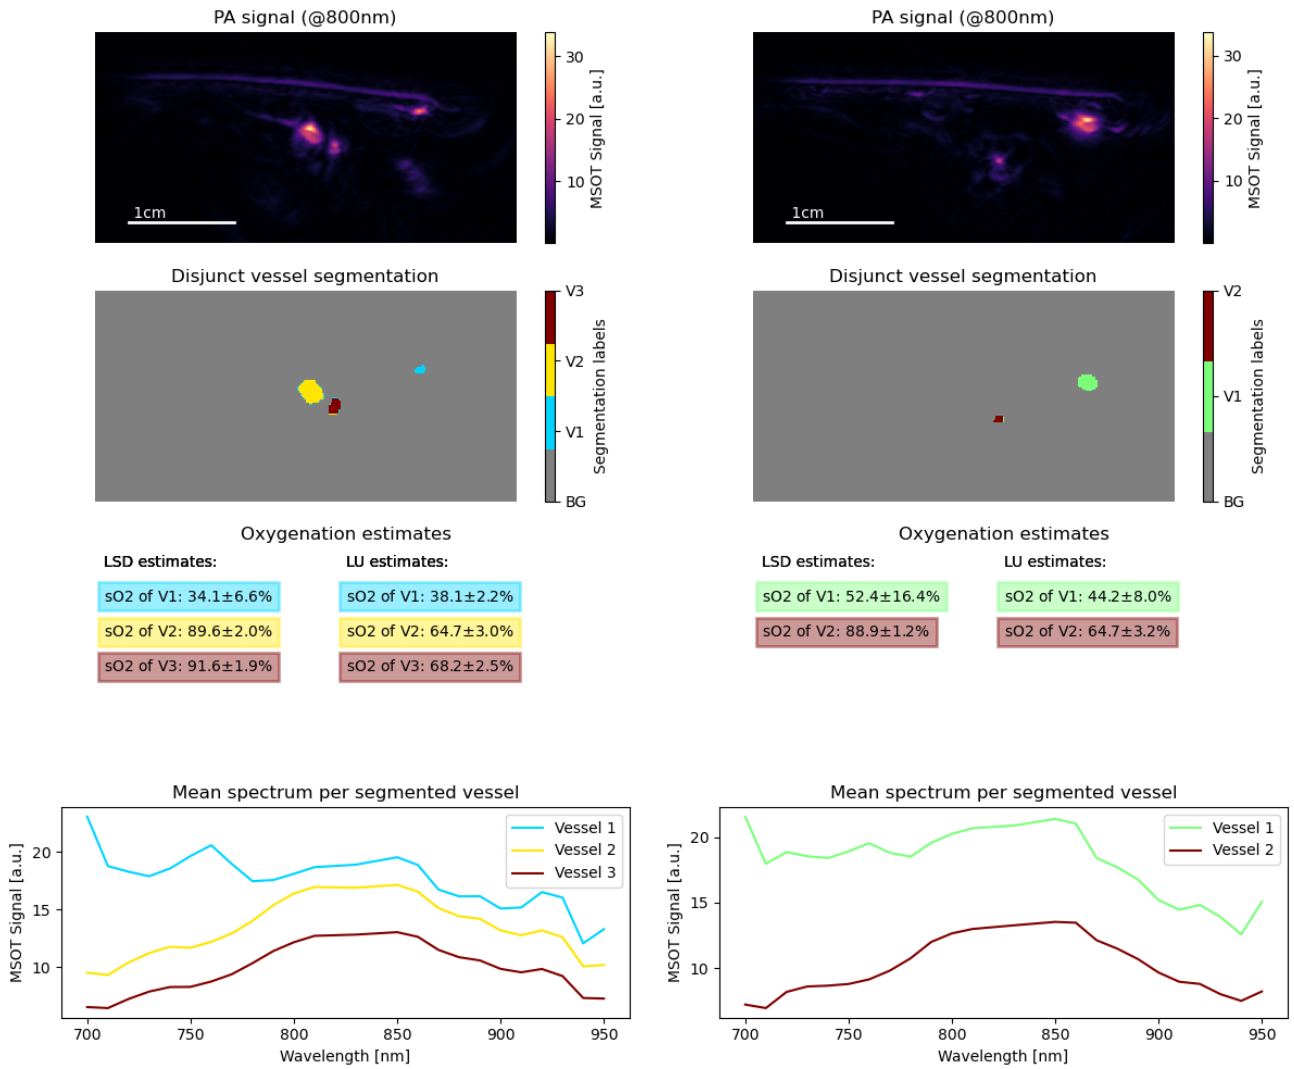 PA signal (@800nm)
1cm
30
20
10
MSOT Signal [a.u.]
Disjunct vessel segmentation
V3
V2
V1
BG
Segmentation labels
Oxygenation estimates
LSD estimates:
LU estimates:
sO2 of V1: 34.1±6.6%
sO2 of V1: 38.1±2.2%
sO2 of V2: 89.6±2.0%
sO2 of V2: 64.7±3.0%
sO2 of V3: 91.6±1.9%
sO2 of V3: 68.2±2.5%
Mean spectrum per segmented vessel
Vessel 1
Vessel 2
Vessel 3
20
15
10
MSOT Signal [a.u.]
700
750
800
850
900
950
Wavelength [nm]
PA signal (@800nm)
1cm
30
20
10
MSOT Signal [a.u.]
Disjunct vessel segmentation
V2
V1
BG
Segmentation labels
Oxygenation estimates
LSD estimates:
LU estimates:
sO2 of V1: 52.4±16.4%
sO2 of V1: 44.2±8.0%
sO2 of V2: 88.9±1.2%
sO2 of V2: 64.7±3.2%
Mean spectrum per segmented vessel
Vessel 1
Vessel 2
20
15
10
MSOT Signal [a.u.]
700
750
800
850
900
950
Wavelength [nm]